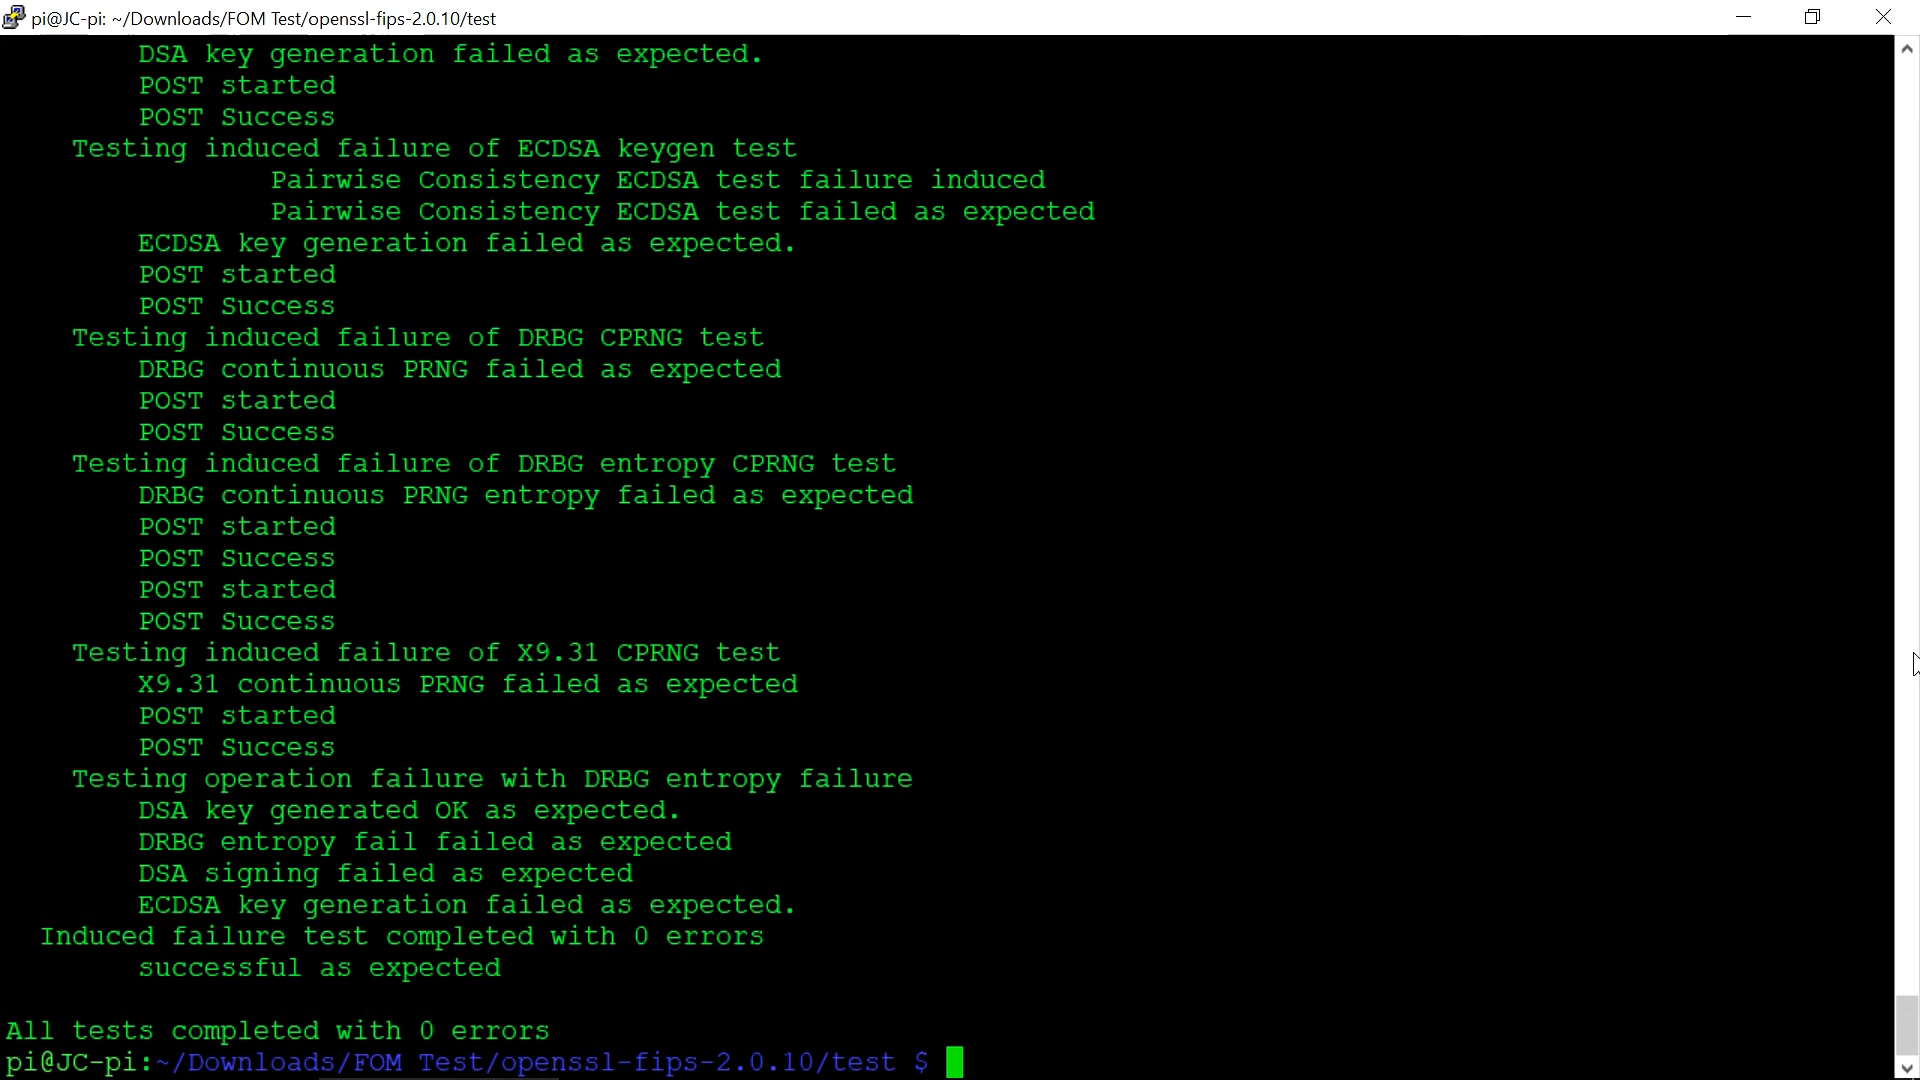 pi@JC-pi: ~/Downloads/FOM Test/openssl-fips-2.0.10/test
DSA key generation failed as expected.
POST started
POST Success
Testing induced failure of ECDSA keygen test
Pairwise Consistency ECDSA test failure induced
Pairwise Consistency ECDSA test failed as expected
ECDSA key generation failed as expected.
POST started
POST Success
Testing induced failure of DRBG CPRNG test
DRBG continuous PRNG failed as expected
POST started
POST Success
Testing induced failure of DRBG entropy CPRNG test
DRBG continuous PRNG entropy failed as expected
POST started
POST Success
POST started
POST Success
Testing induced failure of X9.31 CPRNG test
X9.31 continuous PRNG failed as expected
POST started
POST Success
Testing operation failure with DRBG entropy failure
DSA key generated OK as expected.
DRBG entropy fail failed as expected
DSA signing failed as expected
ECDSA key generation failed as expected.
Induced failure test completed with 0 errors
successful as expected
All tests completed with 0 errors
pi@JC-pi:~/Downloads/FOM Test/openssl-fips-2.0.10/test $